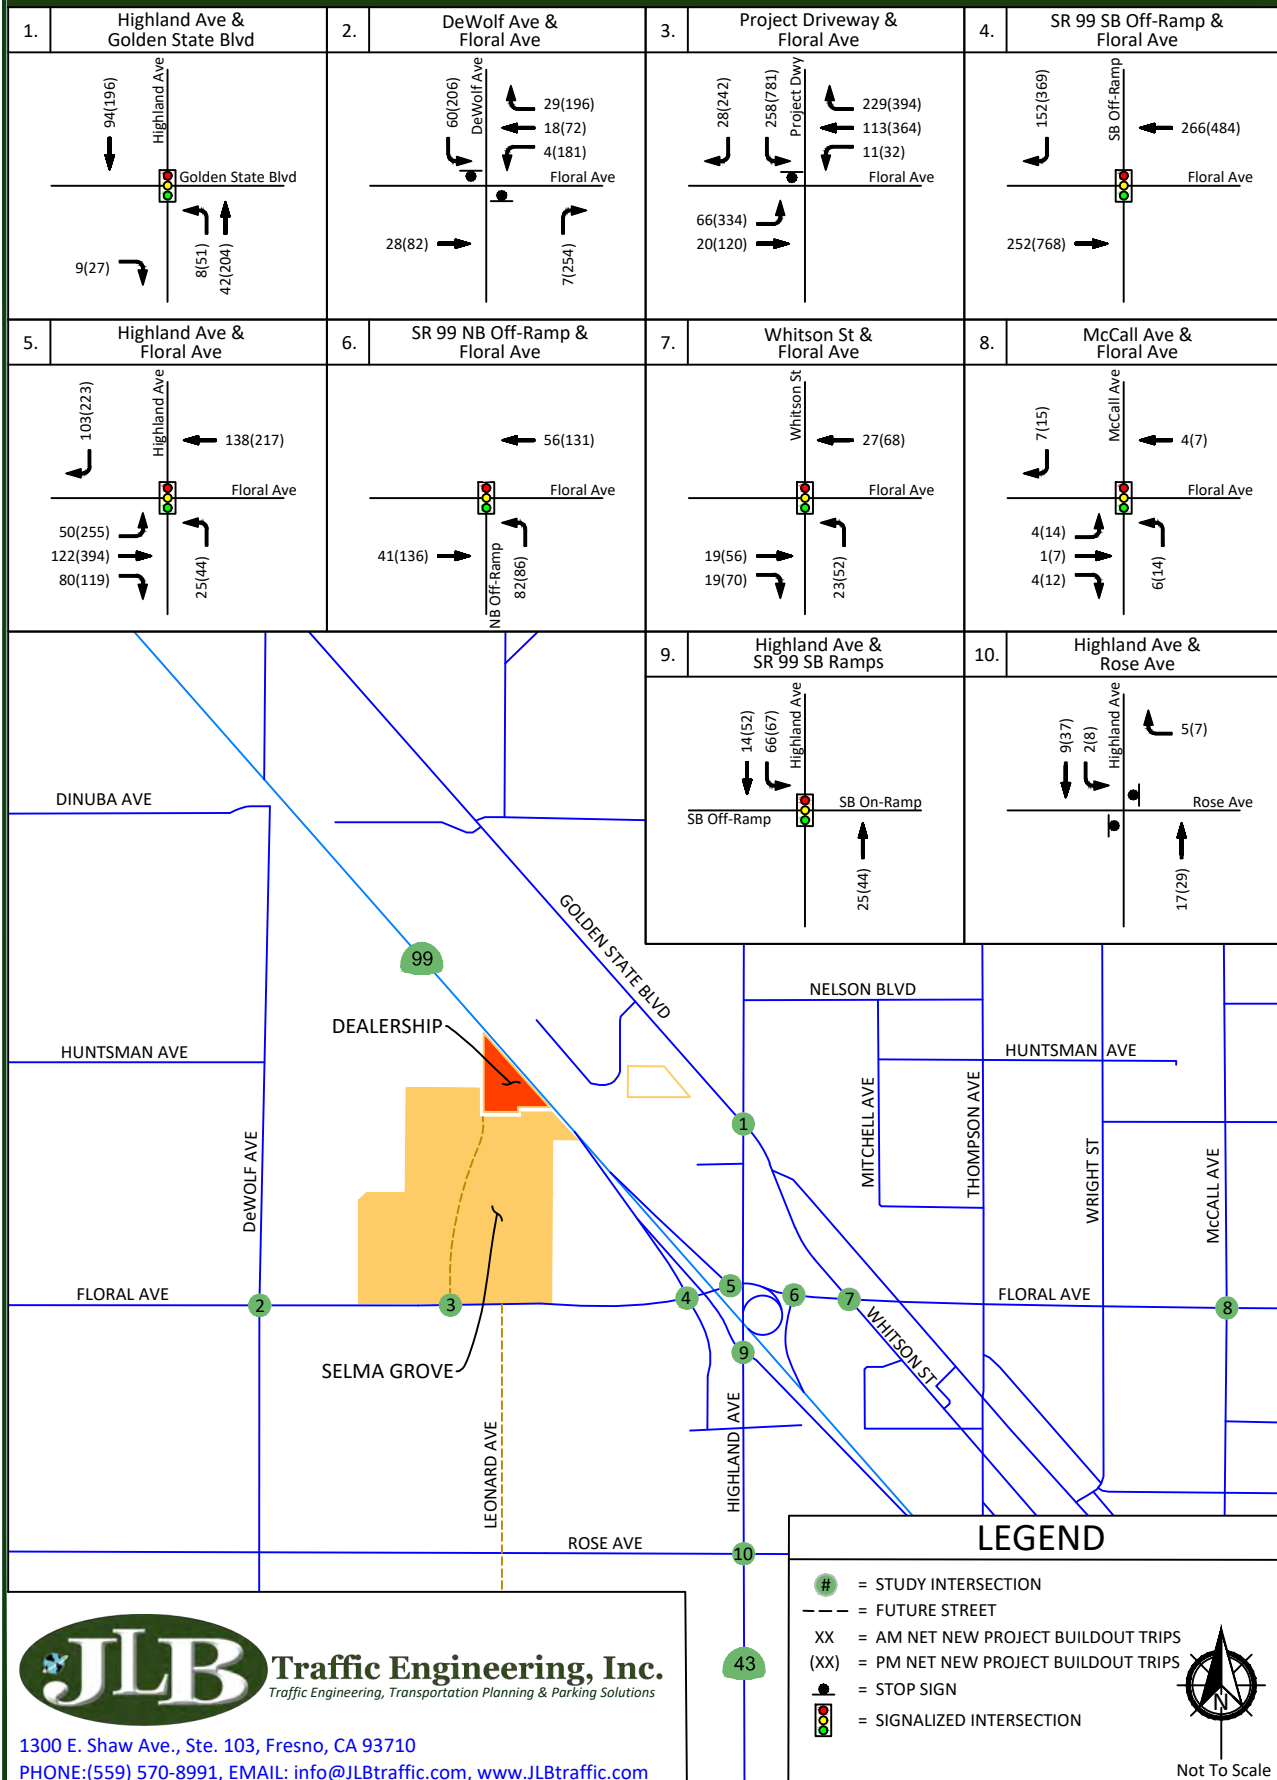 1.
Highland Ave &
Golden State Blvd
94(196)
Highland Ave
Golden State Blvd
9(27)
8(51)
42(204)
2.
DeWolf Ave &
Floral Ave
60(206)
DeWolf Ave
29(196)
18(72)
4(181)
Floral Ave
28(82)
7(254)
3.
Project Driveway &
Floral Ave
28(242)
258(781)
Project Dwy
229(394)
113(364)
11(32)
Floral Ave
66(334)
20(120)
4.
SR 99 SB Off-Ramp &
Floral Ave
152(369)
SB Off-Ramp
266(484)
Floral Ave
252(768)
5.
Highland Ave &
Floral Ave
103(223)
Highland Ave
138(217)
Floral Ave
50(255)
122(394)
80(119)
25(44)
6.
SR 99 NB Off-Ramp &
Floral Ave
56(131)
Floral Ave
41(136)
NB Off-Ramp
82(86)
7.
Whitson St &
Floral Ave
Whitson St
27(68)
Floral Ave
19(56)
19(70)
23(52)
8.
McCall Ave &
Floral Ave
7(15)
McCall Ave
4(7)
Floral Ave
4(14)
1(7)
4(12)
6(14)
9.
Highland Ave &
SR 99 SB Ramps
14(52)
66(67)
Highland Ave
SB On-Ramp
SB Off-Ramp
25(44)
10.
Highland Ave &
Rose Ave
9(37)
2(8)
Highland Ave
5(7)
Rose Ave
17(29)
DINUBA AVE
GOLDEN STATE BLVD
99
NELSON BLVD
DEALERSHIP
HUNTSMAN AVE
HUNTSMAN AVE
MITCHELL AVE
THOMPSON AVE
WRIGHT ST
McCALL AVE
DeWOLF AVE
1
FLORAL AVE
2
3
4
5
6
7
FLORAL AVE
8
9
WHITSON ST
SELMA GROVE
LEONARD AVE
HIGHLAND AVE
ROSE AVE
10
43
LEGEND
# = STUDY INTERSECTION
= FUTURE STREET
XX = AM NET NEW PROJECT BUILDOUT TRIPS
(XX) = PM NET NEW PROJECT BUILDOUT TRIPS
= STOP SIGN
= SIGNALIZED INTERSECTION
N
Not To Scale
JLB Traffic Engineering, Inc.
Traffic Engineering, Transportation Planning & Parking Solutions
1300 E. Shaw Ave., Ste. 103, Fresno, CA 93710
PHONE:(559) 570-8991, EMAIL: info@JLBtraffic.com, www.JLBtraffic.com